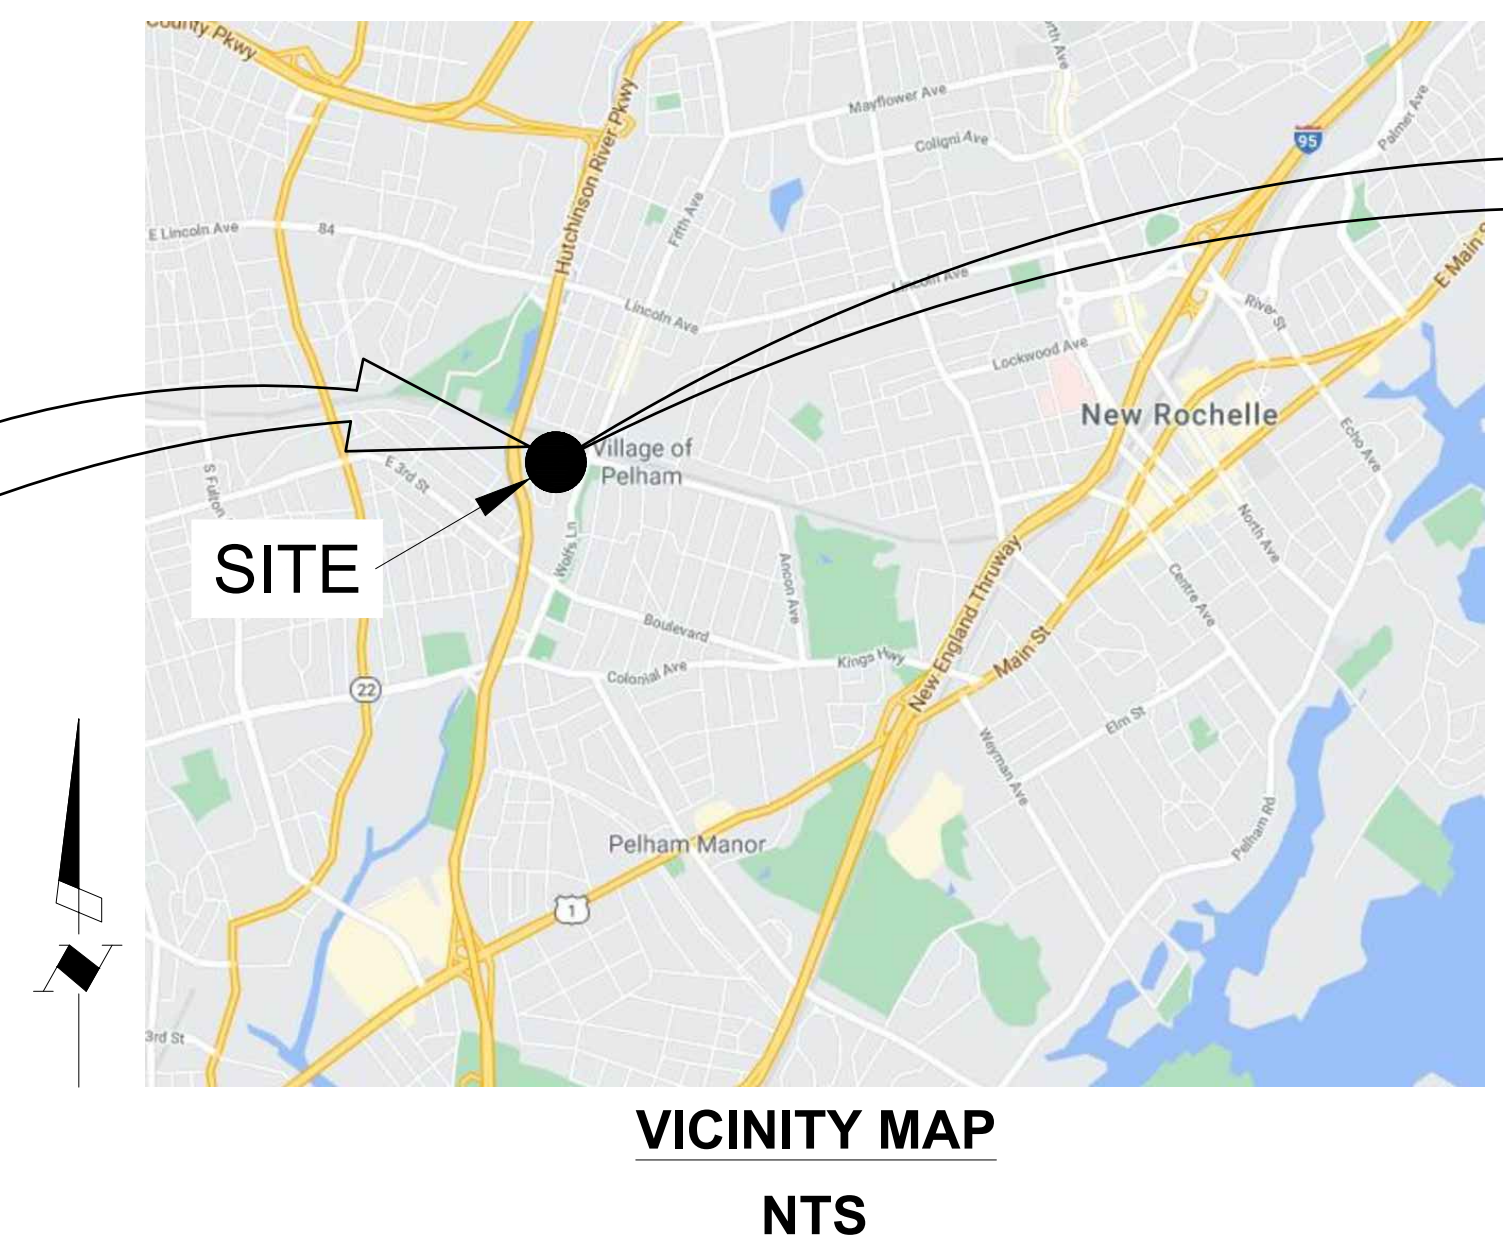 County Pkwy
Hutchinson River Pkwy
Mayflower Ave
Coligni Ave
95
Palmer Ave
E Lincoln Ave
84
Fifth Ave
Lincoln Ave
Lincoln Ave
River St
E Main
Lockwood Ave
New Rochelle
Echo Ave
Village of
Pelham
E 3rd St
S Fulton
SITE
Wolfs Ln
Ancon Ave
North Ave
Centre Ave
Boulevard
Colonial Ave
Kings Hwy
New England Thruway
Main St
22
Elm St
Weyman Ave
Pelham Rd
Pelham Manor
1
3rd St
N
VICINITY MAP
NTS